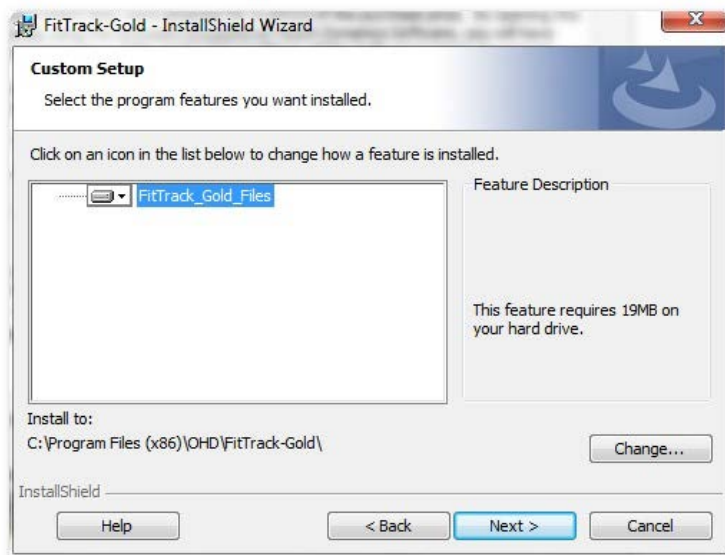 FitTrack-Gold - InstallShield Wizard
Custom Setup
Select the program features you want installed.
Click on an icon in the list below to change how a feature is installed.
FitTrack_Gold_Files
Feature Description
This feature requires 19MB on
your hard drive.
Install to:
C:\Program Files (x86)\OHD\FitTrack-Gold\
Change...
InstallShield
Help
< Back
Next >
Cancel